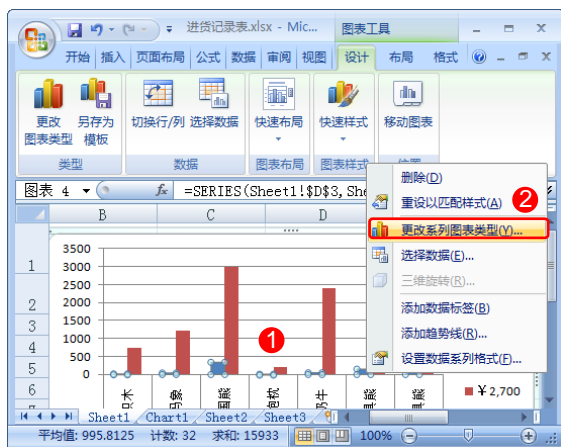 进货记录表.xlsx - Mic...
图表工具
开始 插入 页面布局 公式 数据 审阅 视图 设计 布局 格式
更改图表类型
另存为模板
切换行/列 选择数据
快速布局
快速样式
移动图表
类型 数据 图表布局 图表样式 位置
图表 4 fx =SERIES(Sheet1!$D$3, She
B C D
1
2
3
4
5
6
3500
3000
2500
2000
1500
1000
500
0
¥2,700
1
2
删除(D)
重设以匹配样式(A)
更改系列图表类型(Y)...
选择数据(E)...
三维旋转(R)...
添加数据标签(B)
添加趋势线(R)...
设置数据系列格式(F)...
Sheet1 Chart1 Sheet2 Sheet3
平均值: 995.8125 计数: 32 求和: 15933 100%